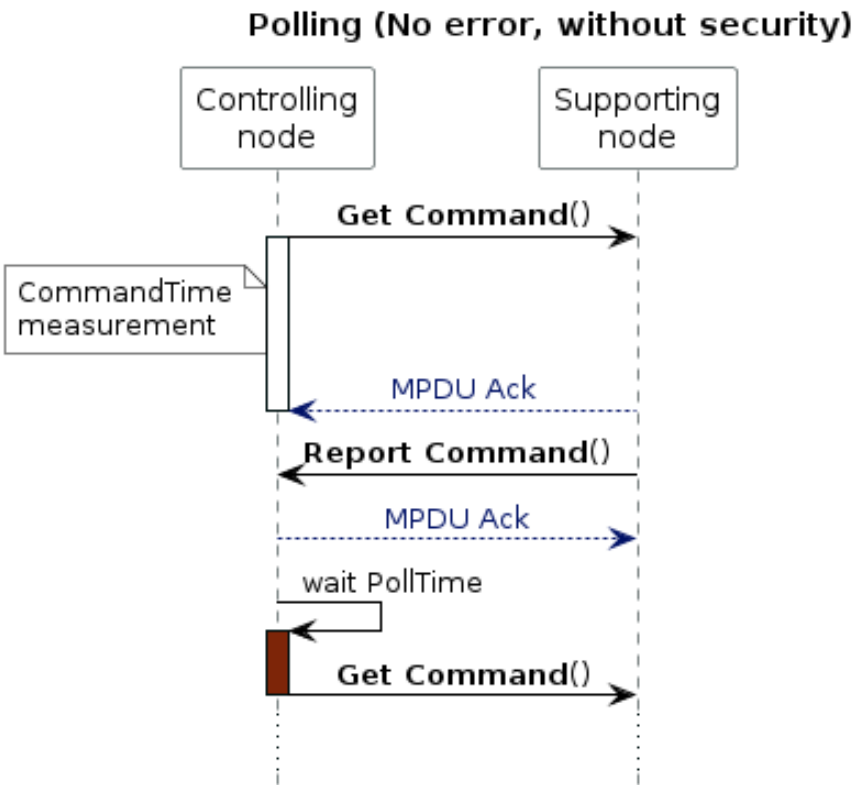 Polling (No error, without security)
Controlling
node
Supporting
node
Get Command()
CommandTime
measurement
MPDU Ack
Report Command()
MPDU Ack
wait PollTime
Get Command()